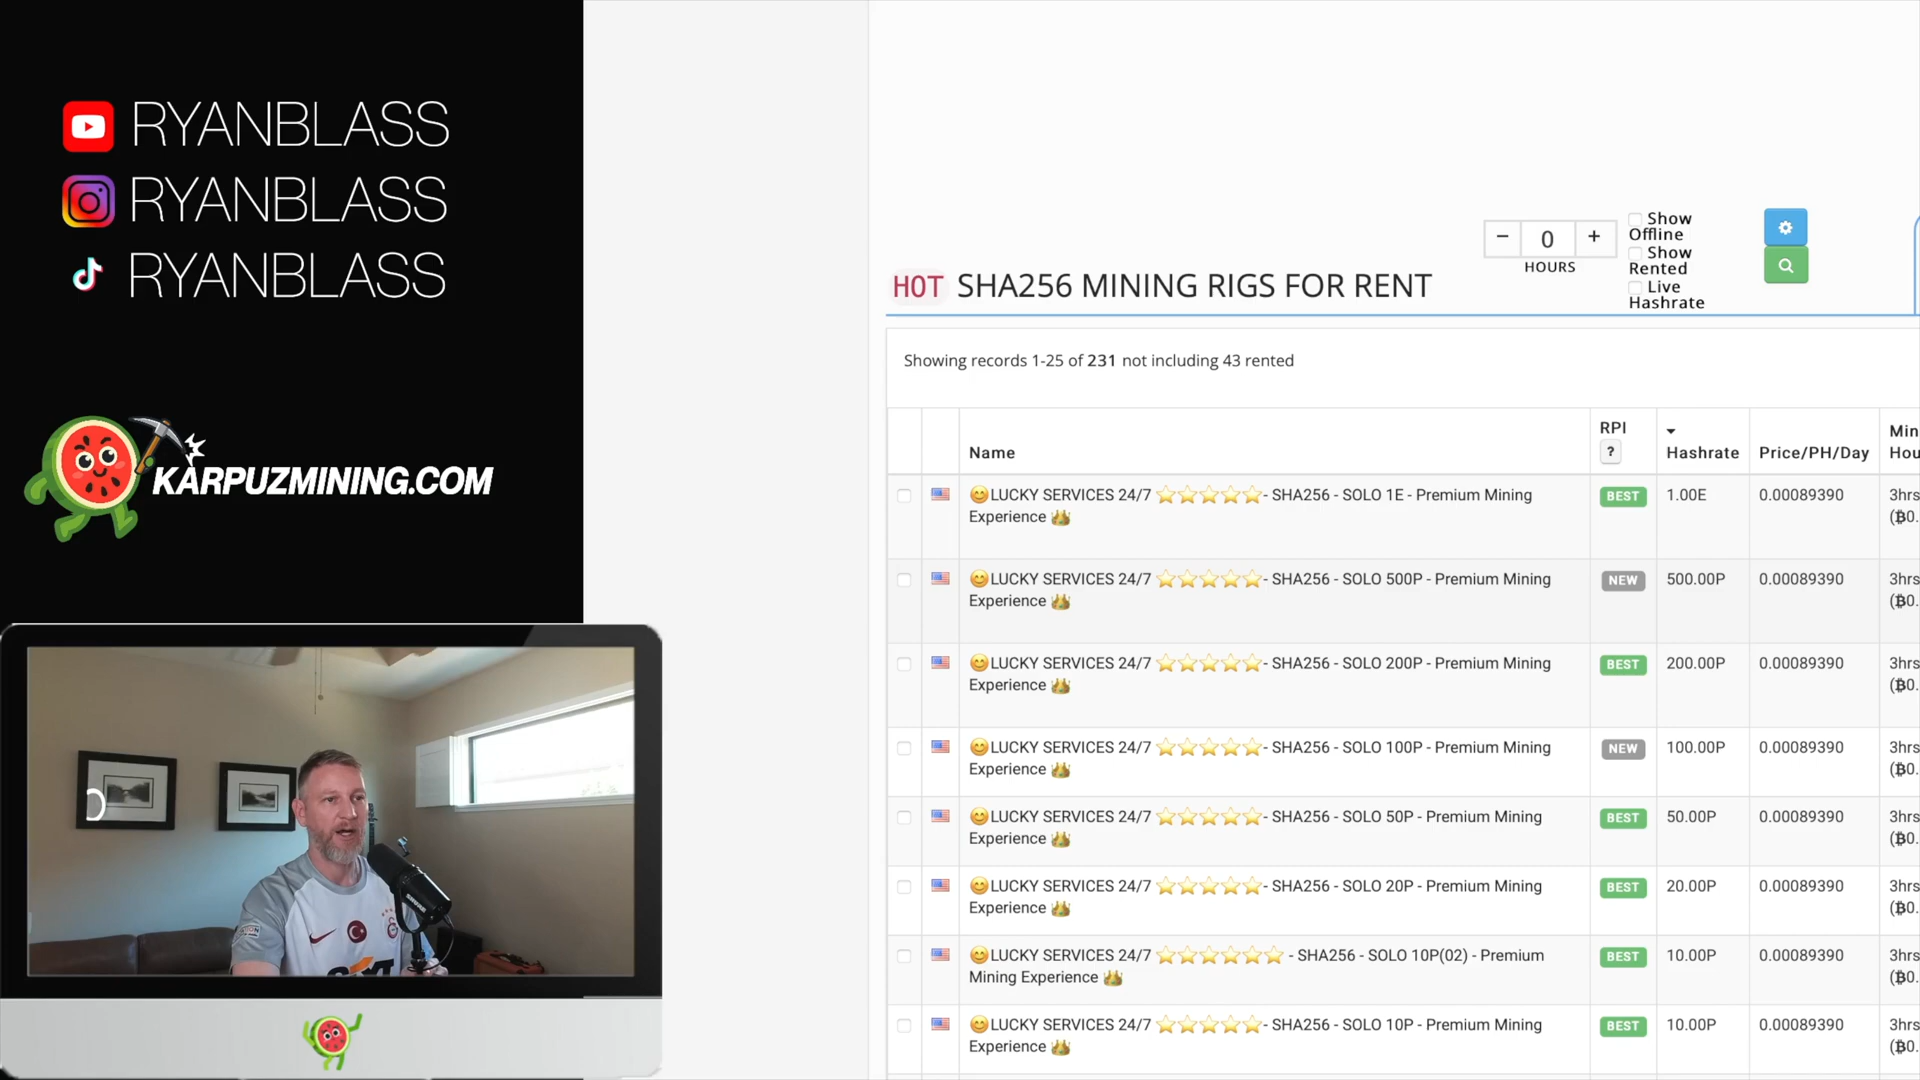 RYANBLASS
RYANBLASS
RYANBLASS
KARPUZMINING.COM
− 0 +
HOURS
Show
Offline
Show
Rented
Live
Hashrate
HOT SHA256 MINING RIGS FOR RENT
Showing records 1-25 of 231 not including 43 rented
Name
RPI
?
Hashrate
Price/PH/Day
Min
Hou
😊LUCKY SERVICES 24/7 ⭐⭐⭐⭐⭐- SHA256 - SOLO 1E - Premium Mining
Experience 👑
BEST 1.00E 0.00089390 3hrs
(₿0.
😊LUCKY SERVICES 24/7 ⭐⭐⭐⭐⭐- SHA256 - SOLO 500P - Premium Mining
Experience 👑
NEW 500.00P 0.00089390 3hrs
(₿0.
😊LUCKY SERVICES 24/7 ⭐⭐⭐⭐⭐- SHA256 - SOLO 200P - Premium Mining
Experience 👑
BEST 200.00P 0.00089390 3hrs
(₿0.
😊LUCKY SERVICES 24/7 ⭐⭐⭐⭐⭐- SHA256 - SOLO 100P - Premium Mining
Experience 👑
NEW 100.00P 0.00089390 3hrs
(₿0.
😊LUCKY SERVICES 24/7 ⭐⭐⭐⭐⭐- SHA256 - SOLO 50P - Premium Mining
Experience 👑
BEST 50.00P 0.00089390 3hrs
(₿0.
😊LUCKY SERVICES 24/7 ⭐⭐⭐⭐⭐- SHA256 - SOLO 20P - Premium Mining
Experience 👑
BEST 20.00P 0.00089390 3hrs
(₿0.
😊LUCKY SERVICES 24/7 ⭐⭐⭐⭐⭐⭐ - SHA256 - SOLO 10P(02) - Premium
Mining Experience 👑
BEST 10.00P 0.00089390 3hrs
(₿0.
😊LUCKY SERVICES 24/7 ⭐⭐⭐⭐⭐- SHA256 - SOLO 10P - Premium Mining
Experience 👑
BEST 10.00P 0.00089390 3hrs
(₿0.